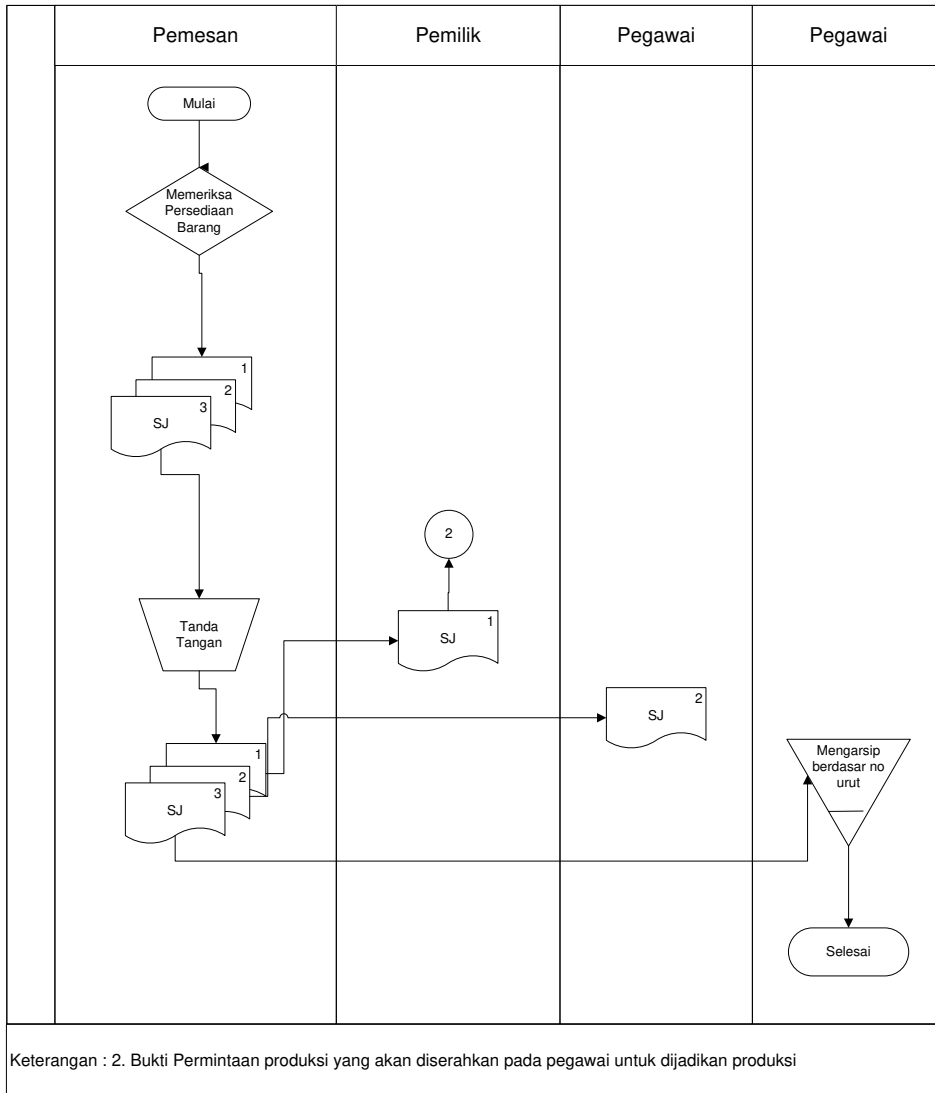 Pemesan
Pemilik
Pegawai
Pegawai
Mulai
Memeriksa
Persediaan
Barang
1
2
3
SJ
2
Tanda
Tangan
1
SJ
2
SJ
1
2
3
SJ
Mengarsip
berdasar no
urut
Selesai
Keterangan : 2. Bukti Permintaan produksi yang akan diserahkan pada pegawai untuk dijadikan produksi